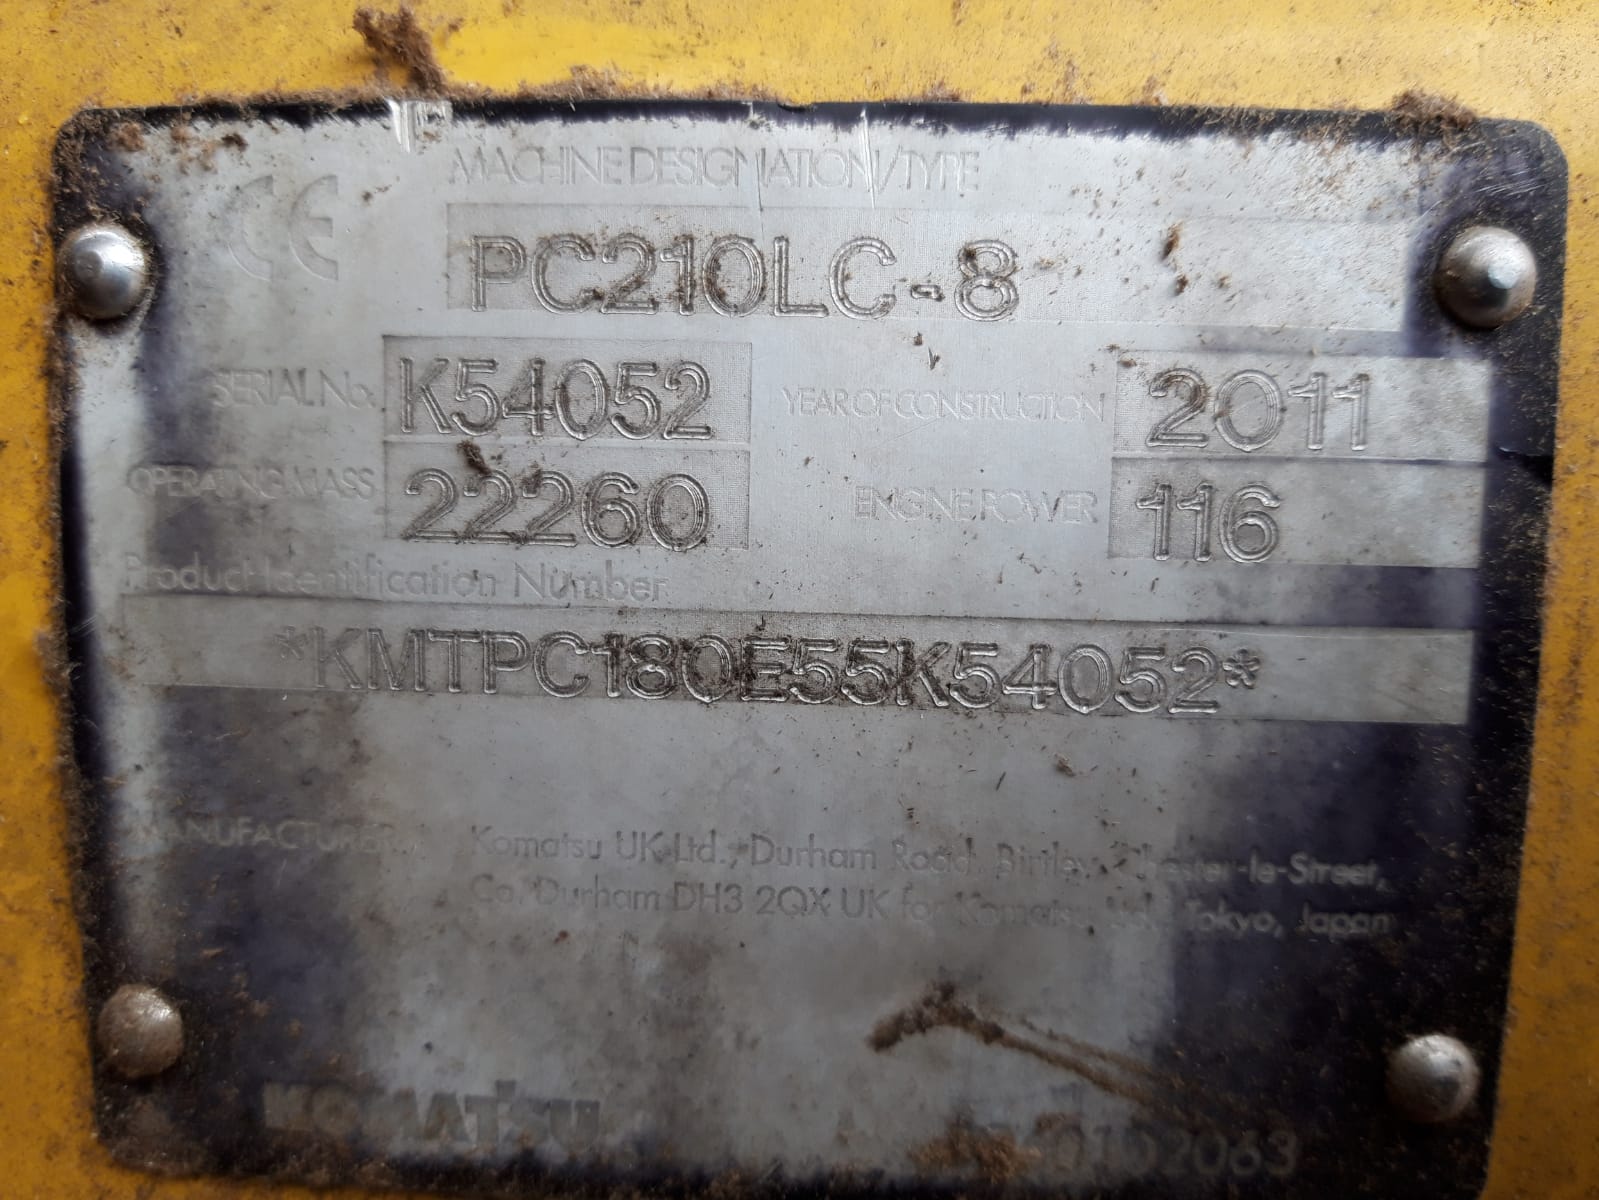 CE
MACHINE DESIGNATION/TYPE
PC210LC-8
SERIAL No. K54052 YEAR OF CONSTRUCTION 2011
OPERATING MASS 22260 ENGINE POWER 116
Product Identification Number
*KMTPC180E55K54052*
MANUFACTURER Komatsu UK Ltd., Durham Road, Birtley, Chester-le-Street,
Co. Durham DH3 2QX UK for Komatsu Ltd., Tokyo, Japan
KOMATSU